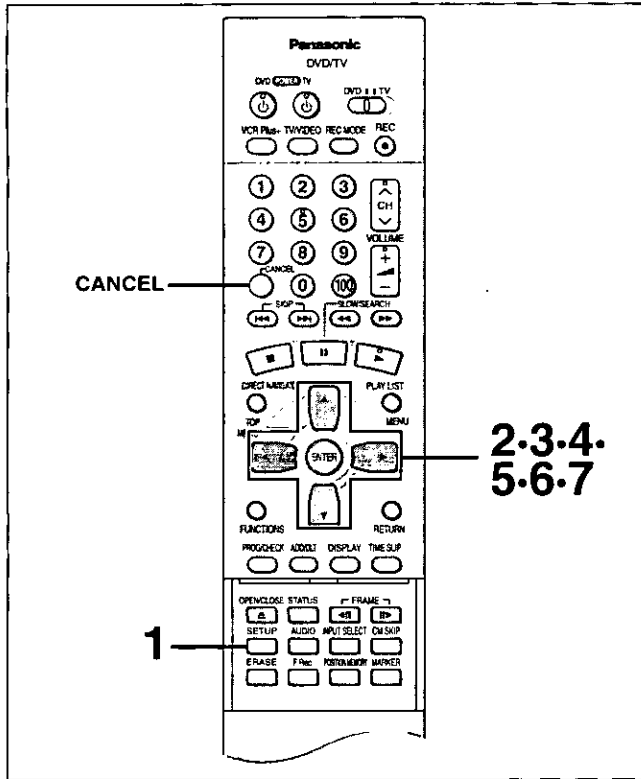 Panasonic
DVD/TV
DVD POWER TV
DVD TV
VCR Plus+ TV/VIDEO REC MODE REC
1 2 3
CH
4 5 6
VOLUME
7 8 9
+
CANCEL
CANCEL
0 100
−
SKIP SLOW/SEARCH
DIRECT NAVIGATOR PLAY LIST
TOP MENU
ENTER
2·3·4·
5·6·7
FUNCTIONS RETURN
PROG/CHECK ADD/DLT DISPLAY TIME SLIP
OPEN/CLOSE STATUS FRAME
1
SETUP AUDIO INPUT SELECT CM SKIP
ERASE F Rec POSITION MEMORY MARKER